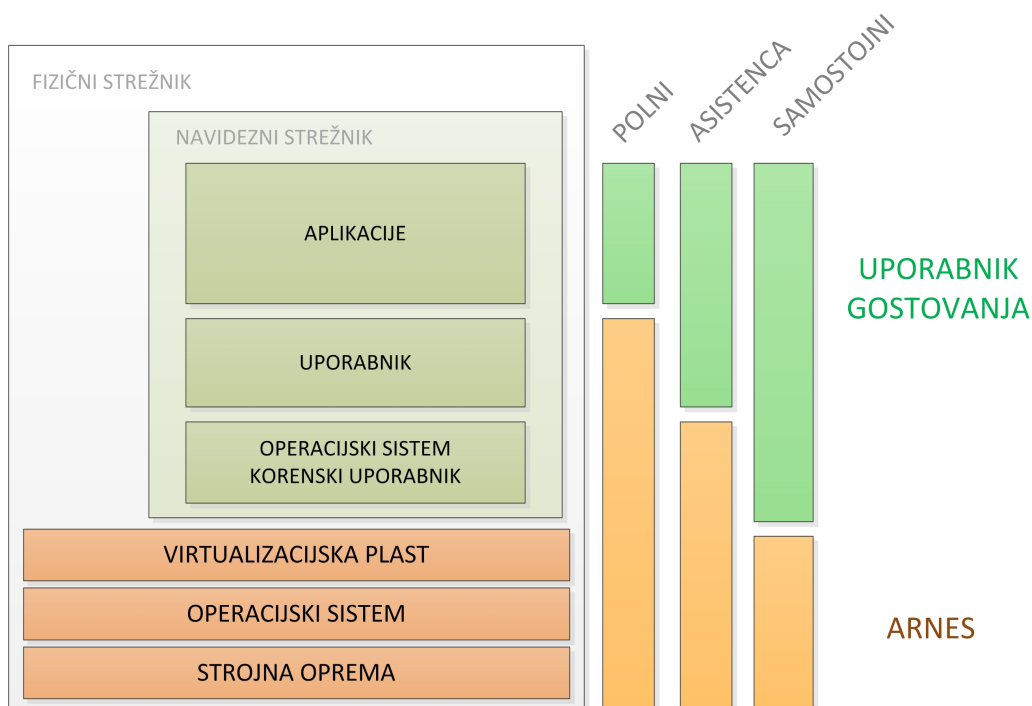 FIZIČNI STREŽNIK
NAVIDEZNI STREŽNIK
APLIKACIJE
UPORABNIK
OPERACIJSKI SISTEM
KORENSKI UPORABNIK
VIRTUALIZACIJSKA PLAST
OPERACIJSKI SISTEM
STROJNA OPREMA
POLNI
ASISTENCA
SAMOSTOJNI
UPORABNIK
GOSTOVANJA
ARNES